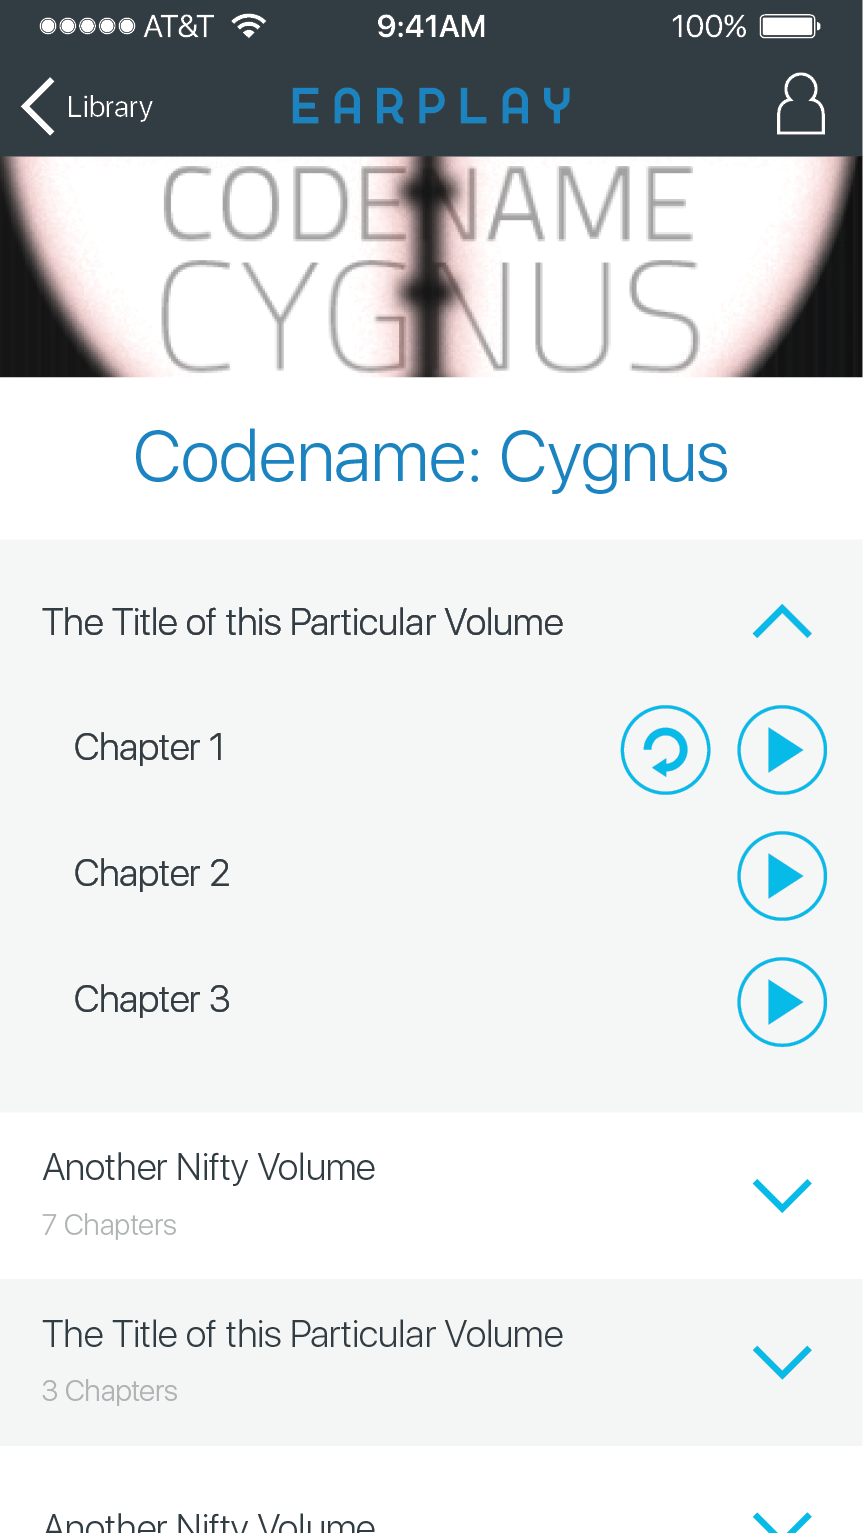 AT&T 9:41AM 100%
Library EARPLAY
CODENAME
CYGNUS
Codename: Cygnus
The Title of this Particular Volume
Chapter 1
Chapter 2
Chapter 3
Another Nifty Volume
7 Chapters
The Title of this Particular Volume
3 Chapters
Another Nifty Volume